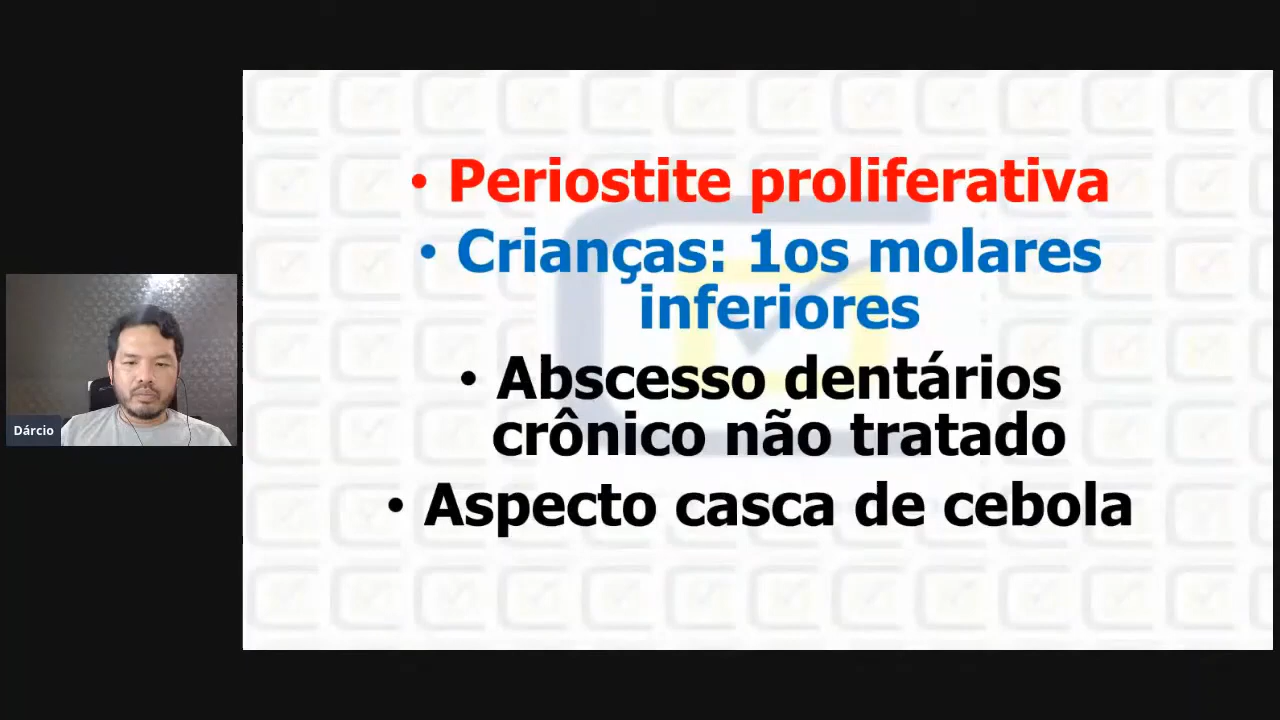 • Periostite proliferativa
• Crianças: 1os molares
inferiores
• Abscesso dentários
crônico não tratado
• Aspecto casca de cebola
Dárcio